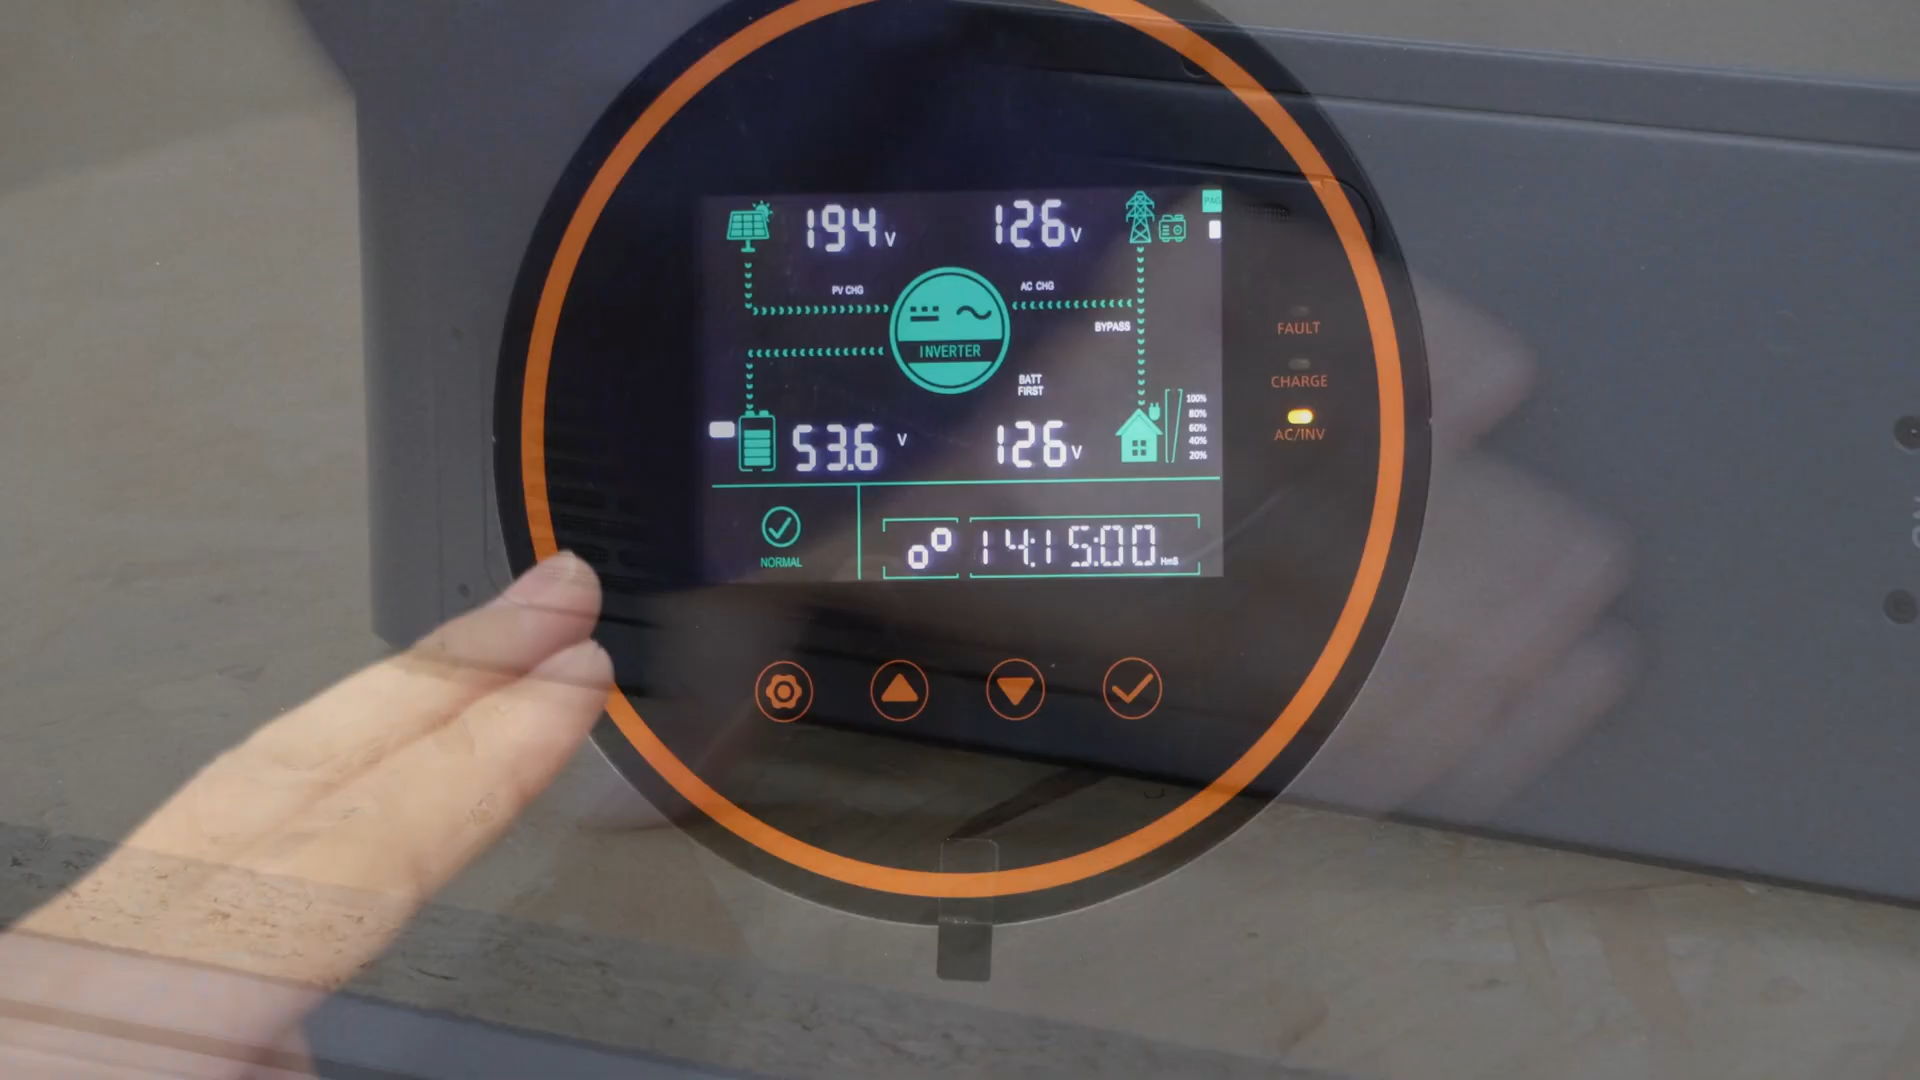 194 V
126 V
PAG
PV CHG
AC CHG
BYPASS
INVERTER
BATT
FIRST
100%
80%
60%
40%
20%
53.6 V
126 V
NORMAL
14:15:00 HmS
FAULT
CHARGE
AC/INV